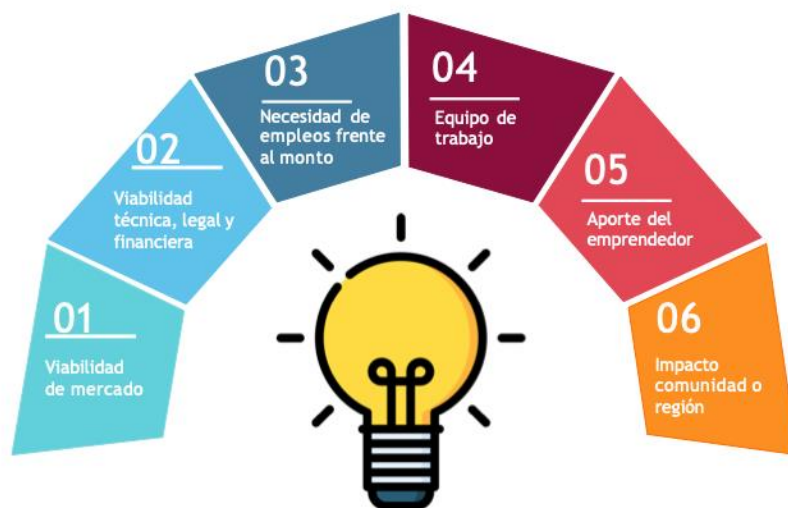 01
Viabilidad
de mercado
02
Viabilidad
técnica, legal y
financiera
03
Necesidad de
empleos frente
al monto
04
Equipo de
trabajo
05
Aporte del
emprendedor
06
Impacto
comunidad o
región